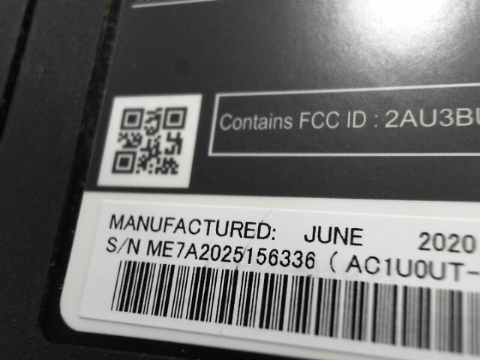 Contains FCC ID : 2AU3BU
MANUFACTURED: JUNE 2020
S/N ME7A2025156336 ( AC1U0UT-